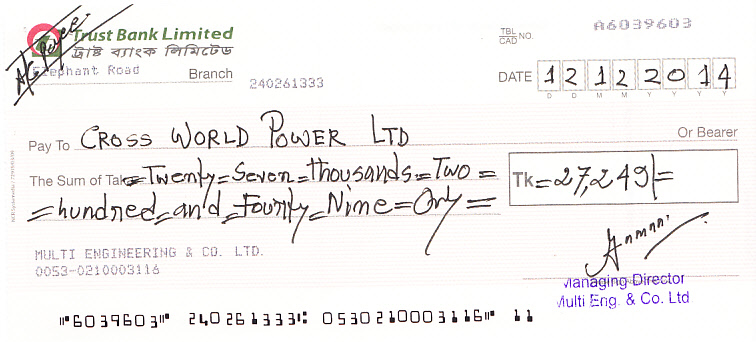 A/C Payee
Trust Bank Limited
ট্রাষ্ট ব্যাংক লিমিটেড
Elephant Road Branch
240261333
TBL CAD NO. A6039603
DATE 1 2 1 2 2 0 1 4
D D M M Y Y Y Y
Pay To CROSS WORLD POWER LTD Or Bearer
The Sum of Taka =Twenty=Seven=thousands=Two=
=hundred=and=Fourty=Nime=Only=
Tk=27,249/=
MULTI ENGINEERING & CO. LTD.
0053-0210003116
Managing Director
Multi Eng. & Co. Ltd
⑈6039603⑈ 240261333⑆ 0530210003116⑈ 11